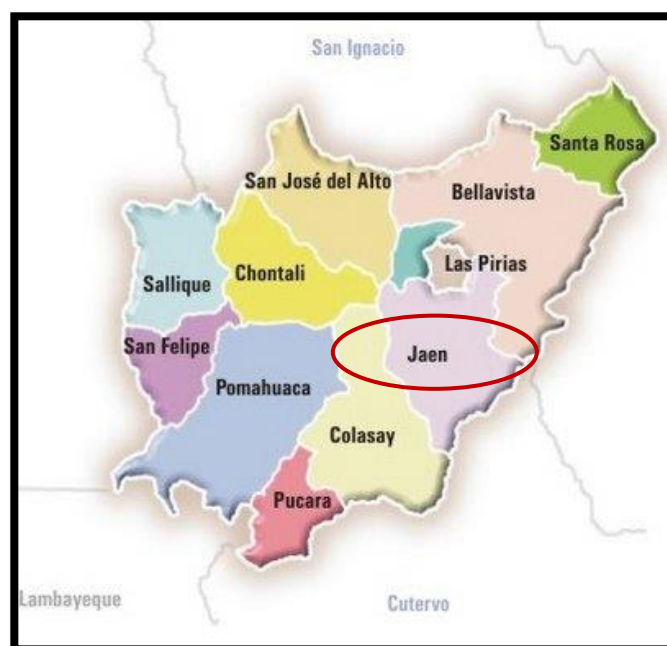 San Ignacio
Santa Rosa
San José del Alto
Bellavista
Las Pirias
Chontali
Sallique
San Felipe
Jaen
Pomahuaca
Colasay
Pucara
Lambayeque
Cutervo